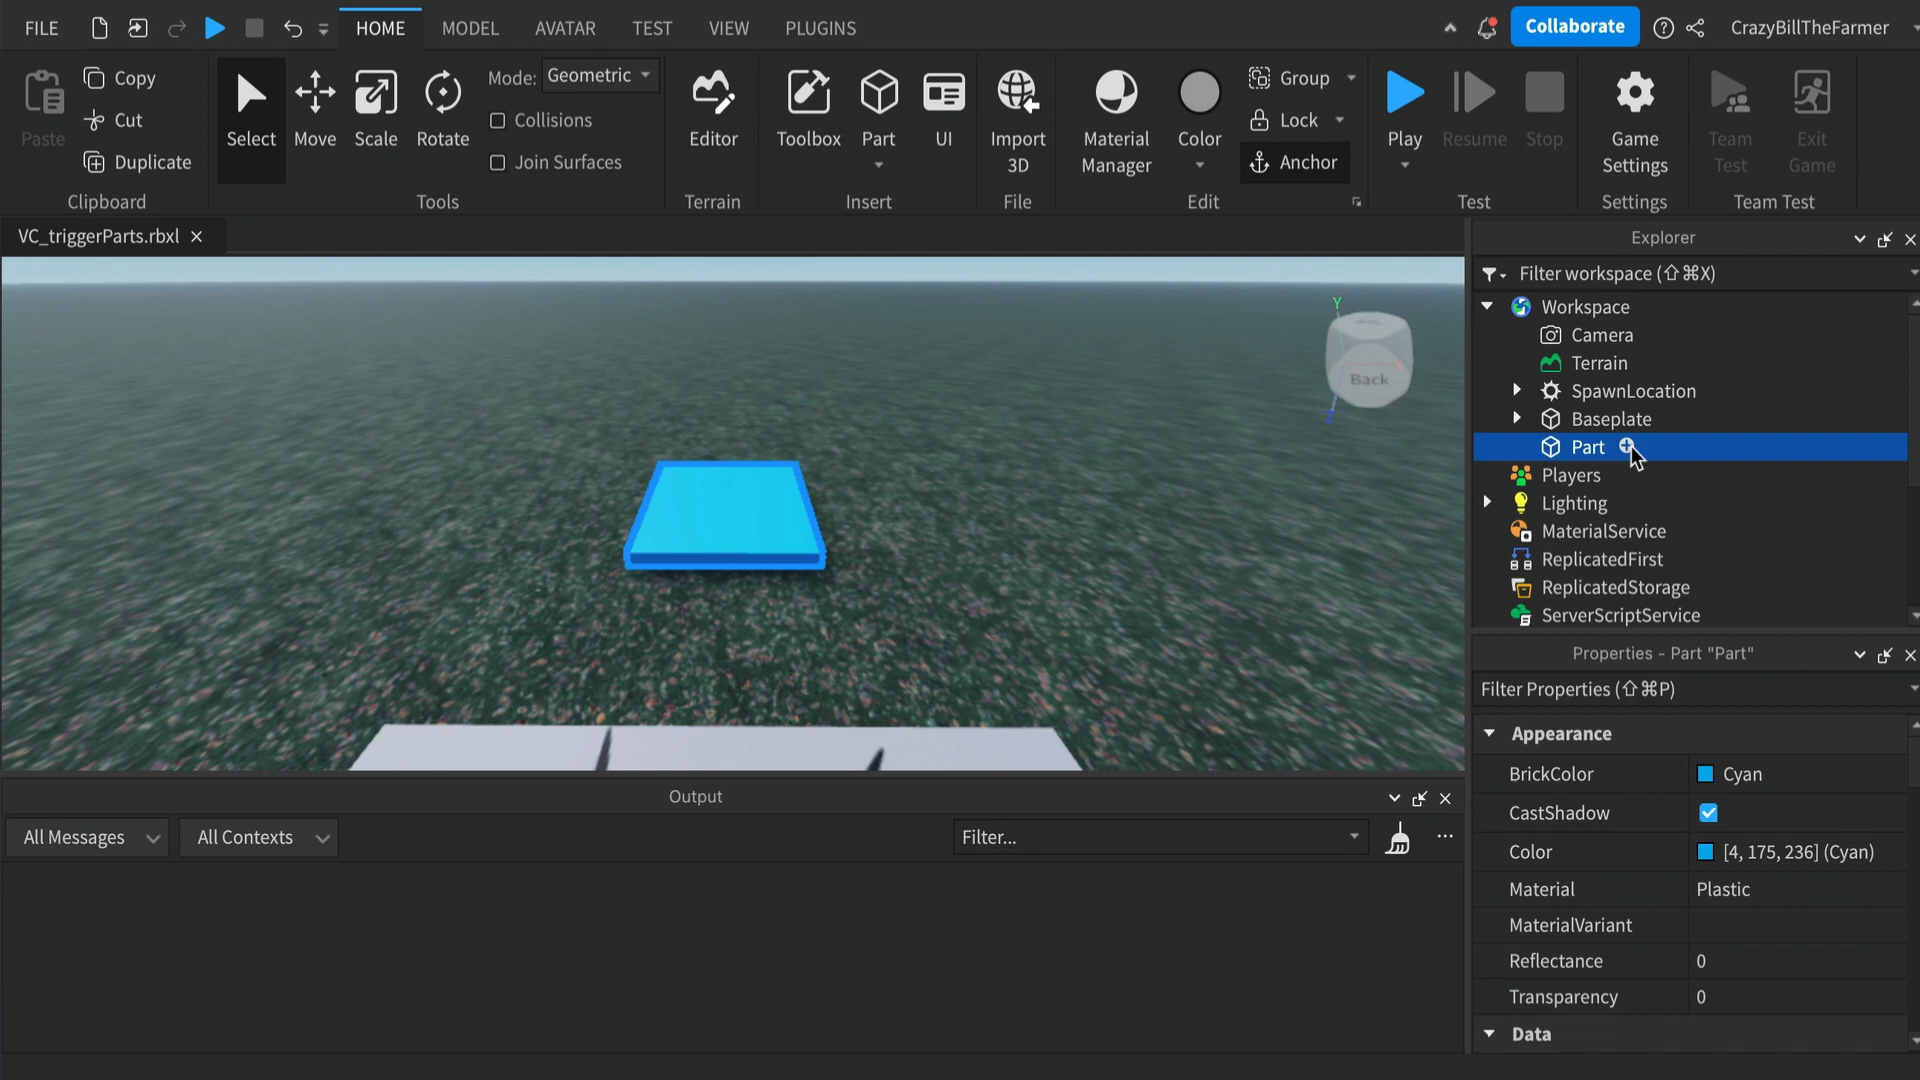 FILE
HOME
MODEL
AVATAR
TEST
VIEW
PLUGINS
Collaborate
CrazyBillTheFarmer
Paste
Copy
Cut
Duplicate
Clipboard
Select
Move
Scale
Rotate
Mode: Geometric
Collisions
Join Surfaces
Tools
Editor
Terrain
Toolbox
Part
UI
Insert
Import
3D
File
Material
Manager
Color
Group
Lock
Anchor
Edit
Play
Resume
Stop
Test
Game
Settings
Settings
Team
Test
Exit
Game
Team Test
VC_triggerParts.rbxl
Y
Back
Z
Output
All Messages
All Contexts
Filter...
Explorer
Filter workspace (⇧⌘X)
Workspace
Camera
Terrain
SpawnLocation
Baseplate
Part
Players
Lighting
MaterialService
ReplicatedFirst
ReplicatedStorage
ServerScriptService
Properties - Part "Part"
Filter Properties (⇧⌘P)
Appearance
BrickColor Cyan
CastShadow
Color [4, 175, 236] (Cyan)
Material Plastic
MaterialVariant
Reflectance 0
Transparency 0
Data